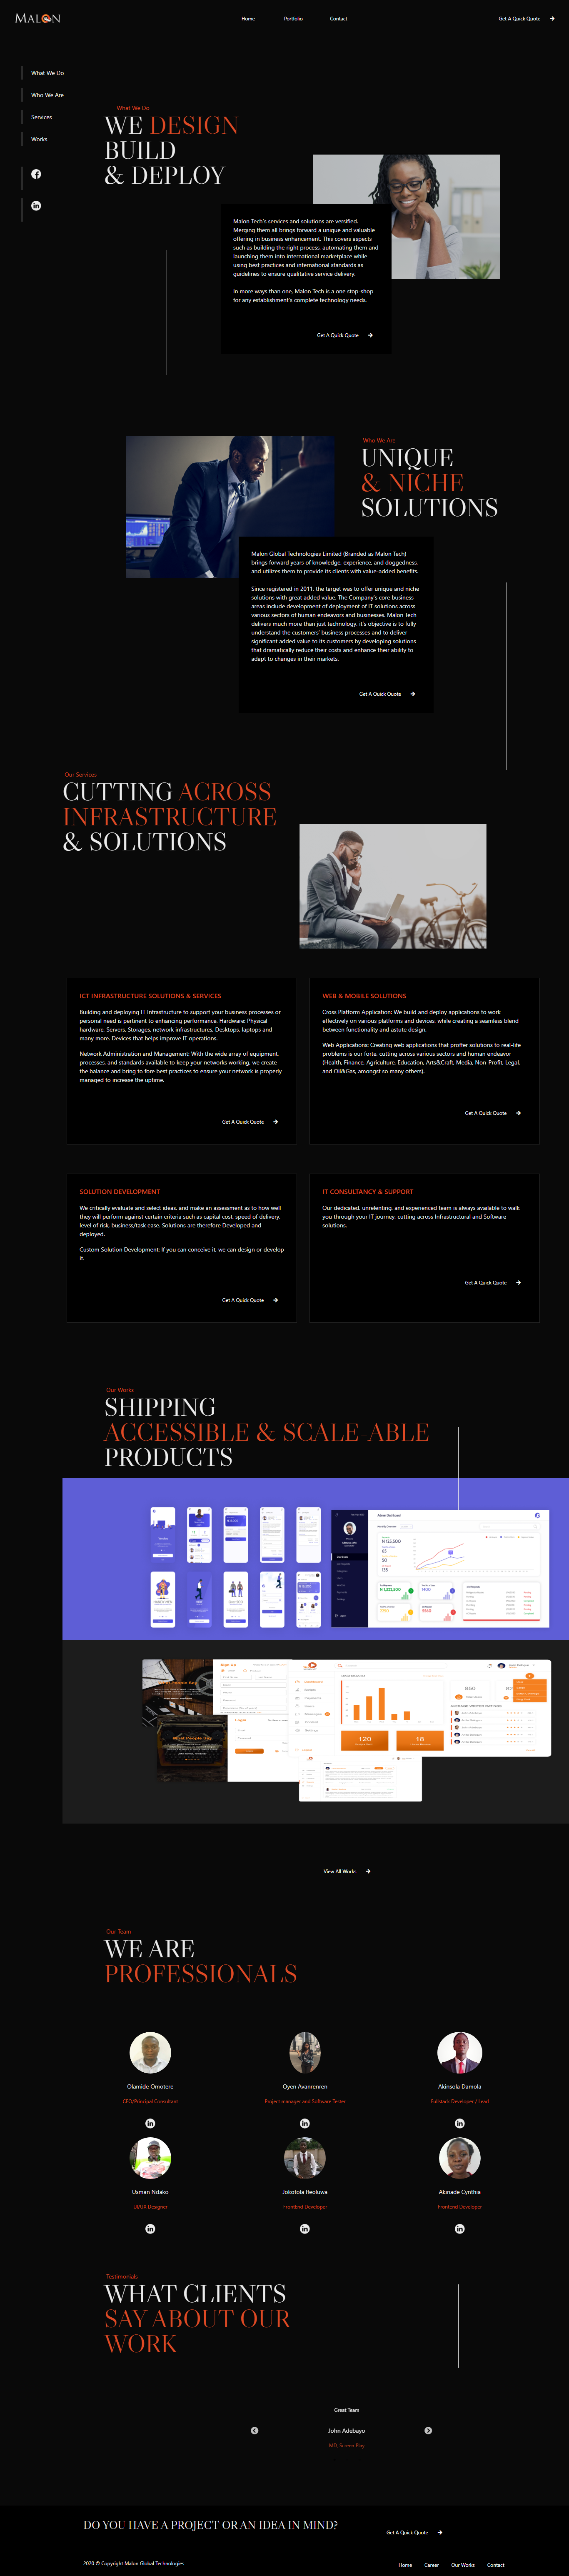 MALON
Home
Portfolio
Contact
Get A Quick Quote
What We Do
Who We Are
Services
Works
What We Do
WE DESIGN
BUILD
& DEPLOY
Malon Tech's services and solutions are versified.
Merging them all brings forward a unique and valuable
offering in business enhancement. This covers aspects
such as building the right process, automating them and
launching them into international marketplace while
using best practices and international standards as
guidelines to ensure qualitative service delivery.
In more ways than one, Malon Tech is a one stop-shop
for any establishment's complete technology needs.
Get A Quick Quote
Who We Are
UNIQUE
& NICHE
SOLUTIONS
Malon Global Technologies Limited (Branded as Malon Tech)
brings forward years of knowledge, experience, and doggedness,
and utilizes them to provide its clients with value-added benefits.
Since registered in 2011, the target was to offer unique and niche
solutions with great added value. The Company's core business
areas include development of deployment of IT solutions across
various sectors of human endeavors and businesses. Malon Tech
delivers much more than just technology, it's objective is to fully
understand the customers' business processes and to deliver
significant added value to its customers by developing solutions
that dramatically reduce their costs and enhance their ability to
adapt to changes in their markets.
Get A Quick Quote
Our Services
CUTTING ACROSS
INFRASTRUCTURE
& SOLUTIONS
ICT INFRASTRUCTURE SOLUTIONS & SERVICES
Building and deploying IT Infrastructure to support your business processes or
personal need is pertinent to enhancing performance. Hardware: Physical
hardware, Servers, Storages, network infrastructures, Desktops, laptops and
many more. Devices that helps improve IT operations.
Network Administration and Management: With the wide array of equipment,
processes, and standards available to keep your networks working, we create
the balance and bring to fore best practices to ensure your network is properly
managed to increase the uptime.
Get A Quick Quote
WEB & MOBILE SOLUTIONS
Cross Platform Application: We build and deploy applications to work
effectively on various platforms and devices, while creating a seamless blend
between functionality and astute design.
Web Applications: Creating web applications that proffer solutions to real-life
problems is our forte, cutting across various sectors and human endeavor
(Health, Finance, Agriculture, Education, Arts&Craft, Media, Non-Profit, Legal,
and Oil&Gas, amongst so many others).
Get A Quick Quote
SOLUTION DEVELOPMENT
We critically evaluate and select ideas, and make an assessment as to how well
they will perform against certain criteria such as capital cost, speed of delivery,
level of risk, business/task ease. Solutions are therefore Developed and
deployed.
Custom Solution Development: If you can conceive it, we can design or develop
it.
Get A Quick Quote
IT CONSULTANCY & SUPPORT
Our dedicated, unrelenting, and experienced team is always available to walk
you through your IT journey, cutting across Infrastructural and Software
solutions.
Get A Quick Quote
Our Works
SHIPPING
ACCESSIBLE & SCALE-ABLE
PRODUCTS
Admin Dashboard
120
18
View All Works
Our Team
WE ARE
PROFESSIONALS
Olamide Omotere
CEO/Principal Consultant
Oyen Avanrenren
Project manager and Software Tester
Akinsola Damola
Fullstack Developer / Lead
Usman Ndako
UI/UX Designer
Jokotola Ifeoluwa
FrontEnd Developer
Akinade Cynthia
Frontend Developer
Testimonials
WHAT CLIENTS
SAY ABOUT OUR
WORK
Great Team
John Adebayo
MD, Screen Play
DO YOU HAVE A PROJECT OR AN IDEA IN MIND?
Get A Quick Quote
2020 © Copyright Malon Global Technologies
Home
Career
Our Works
Contact